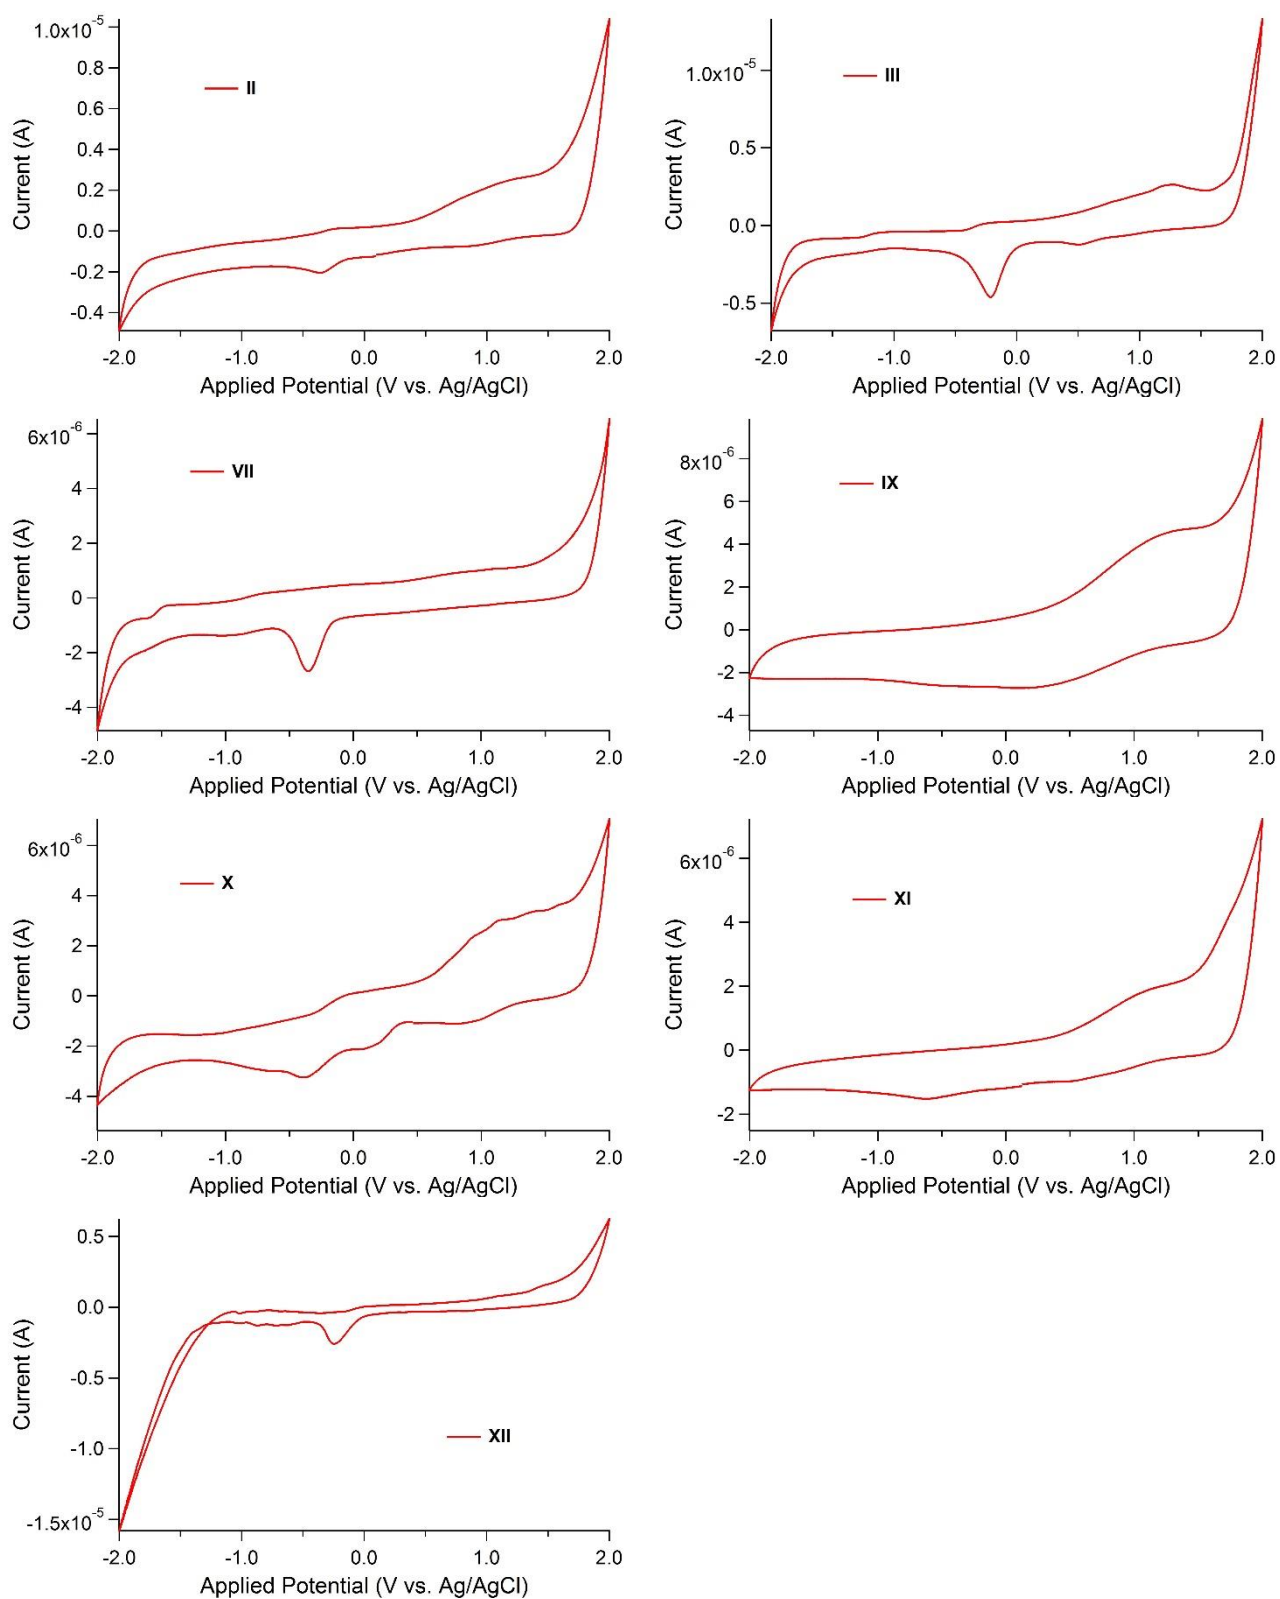 1.0x10⁻⁵
0.8
0.6
0.4
0.2
0.0
-0.2
-0.4
Current (A)
II
-2.0 -1.0 0.0 1.0 2.0
Applied Potential (V vs. Ag/AgCl)
1.0x10⁻⁵
0.5
0.0
-0.5
Current (A)
III
-2.0 -1.0 0.0 1.0 2.0
Applied Potential (V vs. Ag/AgCl)
6x10⁻⁶
4
2
0
-2
-4
Current (A)
VII
-2.0 -1.0 0.0 1.0 2.0
Applied Potential (V vs. Ag/AgCl)
8x10⁻⁶
6
4
2
0
-2
-4
Current (A)
IX
-2.0 -1.0 0.0 1.0 2.0
Applied Potential (V vs. Ag/AgCl)
6x10⁻⁶
4
2
0
-2
-4
Current (A)
X
-2.0 -1.0 0.0 1.0 2.0
Applied Potential (V vs. Ag/AgCl)
6x10⁻⁶
4
2
0
-2
Current (A)
XI
-2.0 -1.0 0.0 1.0 2.0
Applied Potential (V vs. Ag/AgCl)
0.5
0.0
-0.5
-1.0
-1.5x10⁻⁵
Current (A)
XII
-2.0 -1.0 0.0 1.0 2.0
Applied Potential (V vs. Ag/AgCl)